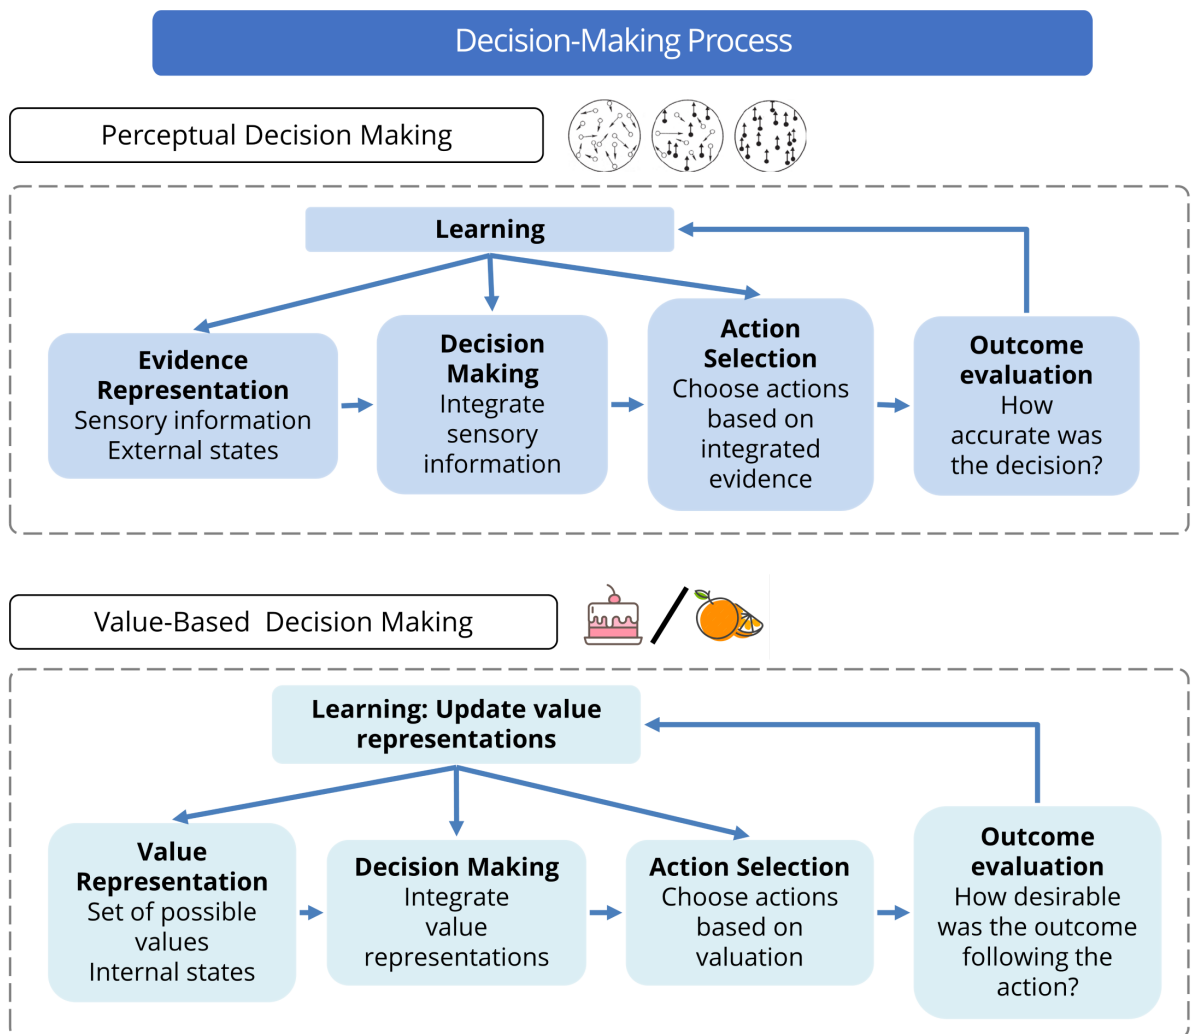 Decision-Making Process
Perceptual Decision Making
Learning
Evidence
Representation
Sensory information
External states
Decision
Making
Integrate
sensory
information
Action
Selection
Choose actions
based on
integrated
evidence
Outcome
evaluation
How
accurate was
the decision?
Value-Based Decision Making
Learning: Update value
representations
Value
Representation
Set of possible
values
Internal states
Decision Making
Integrate
value
representations
Action Selection
Choose actions
based on
valuation
Outcome
evaluation
How desirable
was the outcome
following the
action?